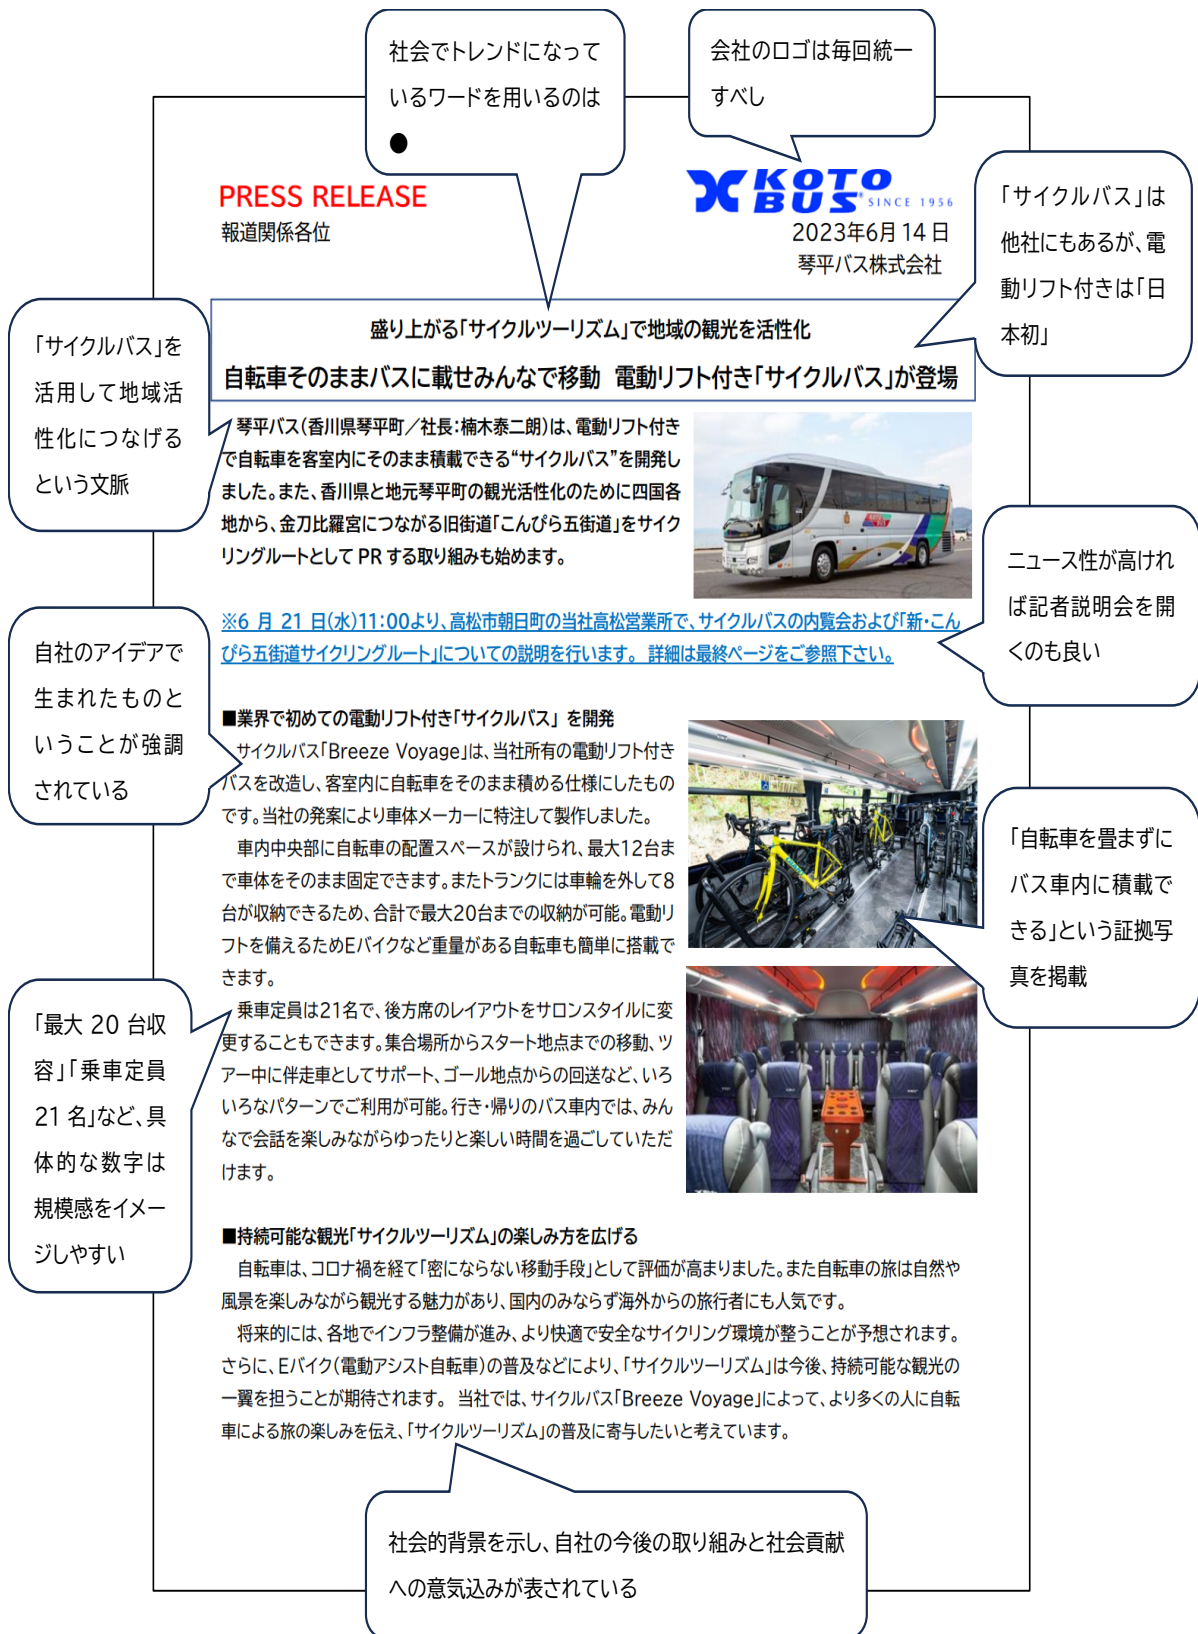 社会でトレンドになって
いるワードを用いるのは
●
会社のロゴは毎回統一
すべし
PRESS RELEASE
報道関係各位
KOTO
BUS® SINCE 1956
2023年6月14日
琴平バス株式会社
「サイクルバス」は
他社にもあるが、電
動リフト付きは「日
本初」
盛り上がる「サイクルツーリズム」で地域の観光を活性化
自転車そのままバスに載せみんなで移動 電動リフト付き「サイクルバス」が登場
「サイクルバス」を
活用して地域活
性化につなげる
という文脈
琴平バス(香川県琴平町／社長：楠木泰二朗)は、電動リフト付き
で自転車を客室内にそのまま積載できる“サイクルバス”を開発し
ました。また、香川県と地元琴平町の観光活性化のために四国各
地から、金刀比羅宮につながる旧街道「こんぴら五街道」をサイク
リングルートとして PR する取り組みも始めます。
ニュース性が高けれ
ば記者説明会を開
くのも良い
※6 月 21 日(水)11:00より、高松市朝日町の当社高松営業所で、サイクルバスの内覧会および「新・こん
ぴら五街道サイクリングルート」についての説明を行います。 詳細は最終ページをご参照下さい。
自社のアイデアで
生まれたものと
いうことが強調
されている
■業界で初めての電動リフト付き「サイクルバス」 を開発
サイクルバス「Breeze Voyage」は、当社所有の電動リフト付き
バスを改造し、客室内に自転車をそのまま積める仕様にしたもの
です。当社の発案により車体メーカーに特注して製作しました。
車内中央部に自転車の配置スペースが設けられ、最大12台ま
で車体をそのまま固定できます。またトランクには車輪を外して8
台が収納できるため、合計で最大20台までの収納が可能。電動リ
フトを備えるためEバイクなど重量がある自転車も簡単に搭載で
きます。
「自転車を畳まずに
バス車内に積載で
きる」という証拠写
真を掲載
「最大 20 台収
容」「乗車定員
21 名」など、具
体的な数字は
規模感をイメー
ジしやすい
乗車定員は21名で、後方席のレイアウトをサロンスタイルに変
更することもできます。集合場所からスタート地点までの移動、ツ
アー中に伴走車としてサポート、ゴール地点からの回送など、いろ
いろなパターンでご利用が可能。行き・帰りのバス車内では、みん
なで会話を楽しみながらゆったりと楽しい時間を過ごしていただ
けます。
■持続可能な観光「サイクルツーリズム」の楽しみ方を広げる
自転車は、コロナ禍を経て「密にならない移動手段」として評価が高まりました。また自転車の旅は自然や
風景を楽しみながら観光する魅力があり、国内のみならず海外からの旅行者にも人気です。
将来的には、各地でインフラ整備が進み、より快適で安全なサイクリング環境が整うことが予想されます。
さらに、Eバイク(電動アシスト自転車)の普及などにより、「サイクルツーリズム」は今後、持続可能な観光の
一翼を担うことが期待されます。 当社では、サイクルバス「Breeze Voyage」によって、より多くの人に自転
車による旅の楽しみを伝え、「サイクルツーリズム」の普及に寄与したいと考えています。
社会的背景を示し、自社の今後の取り組みと社会貢献
への意気込みが表されている